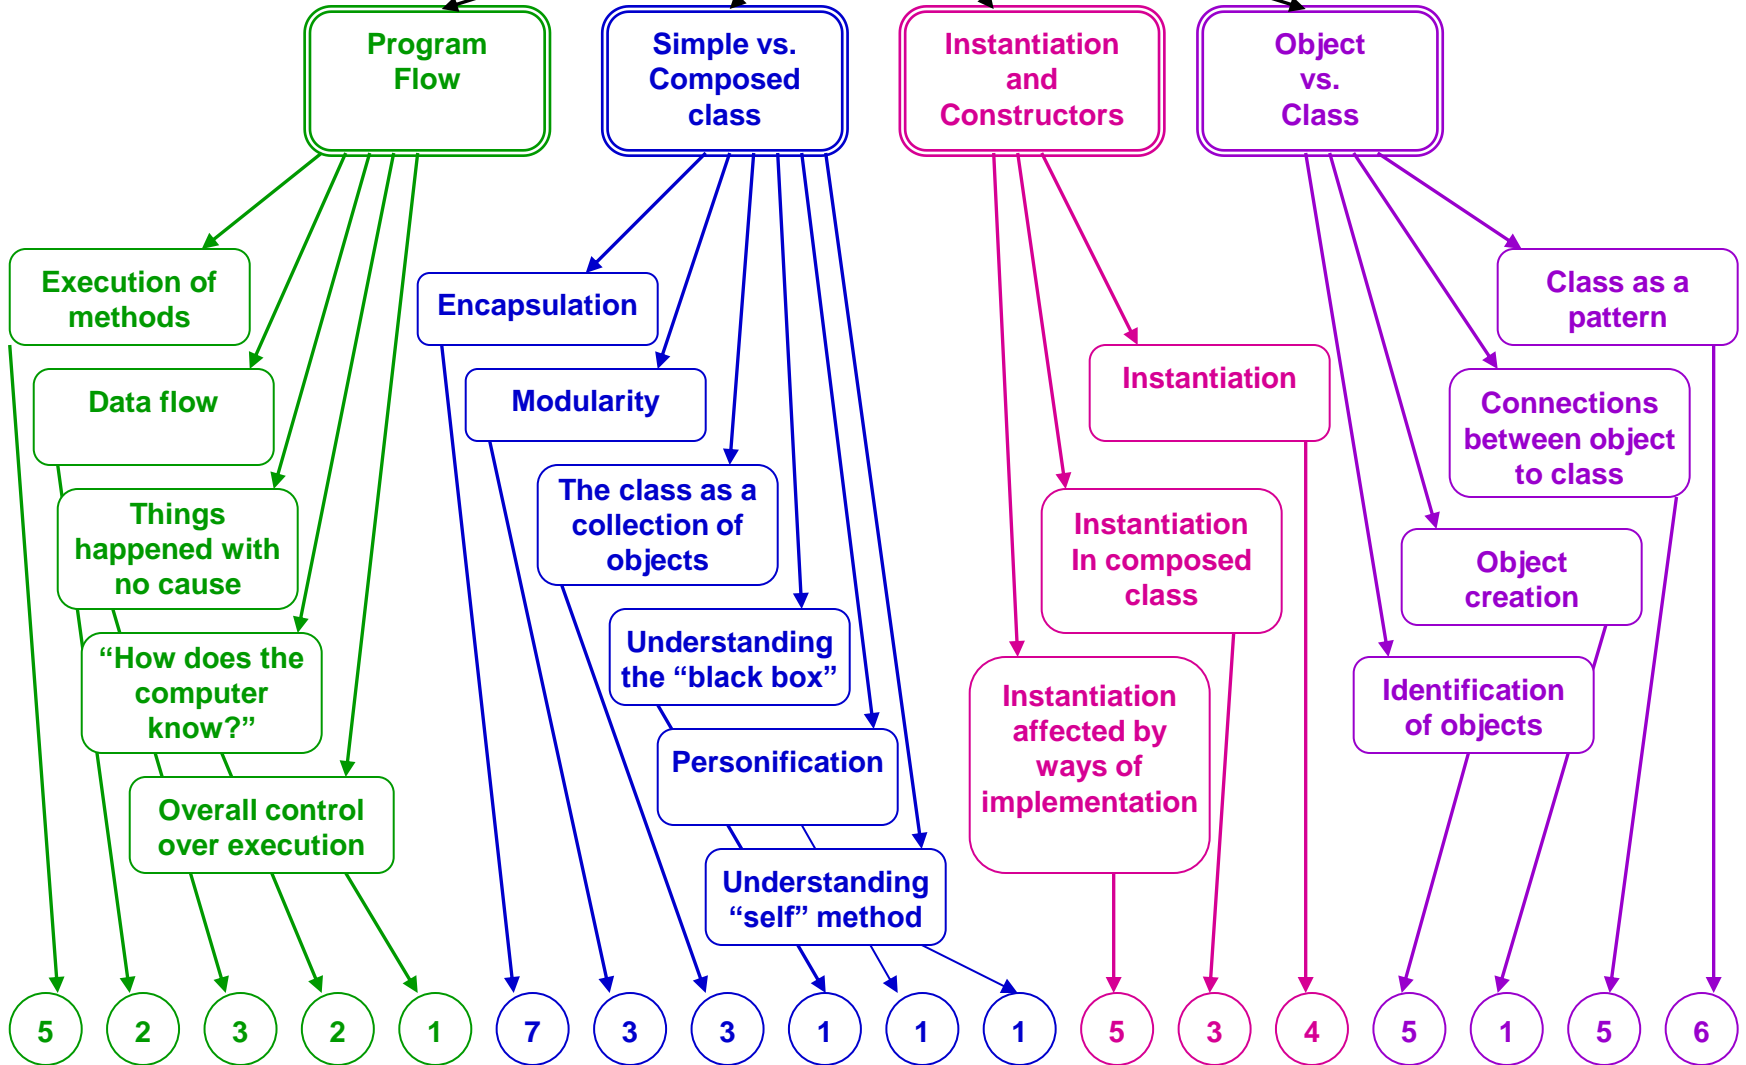 Program
Flow
Simple vs.
Composed
class
Instantiation
and
Constructors
Object
vs.
Class
Execution of
methods
Data flow
Things
happened with
no cause
“How does the
computer
know?”
Overall control
over execution
Encapsulation
Modularity
The class as a
collection of
objects
Understanding
the “black box”
Personification
Understanding
“self” method
Instantiation
Instantiation
In composed
class
Instantiation
affected by
ways of
implementation
Class as a
pattern
Connections
between object
to class
Object
creation
Identification
of objects
5 2 3 2 1 7 3 3 1 1 1 5 3 4 5 1 5 6